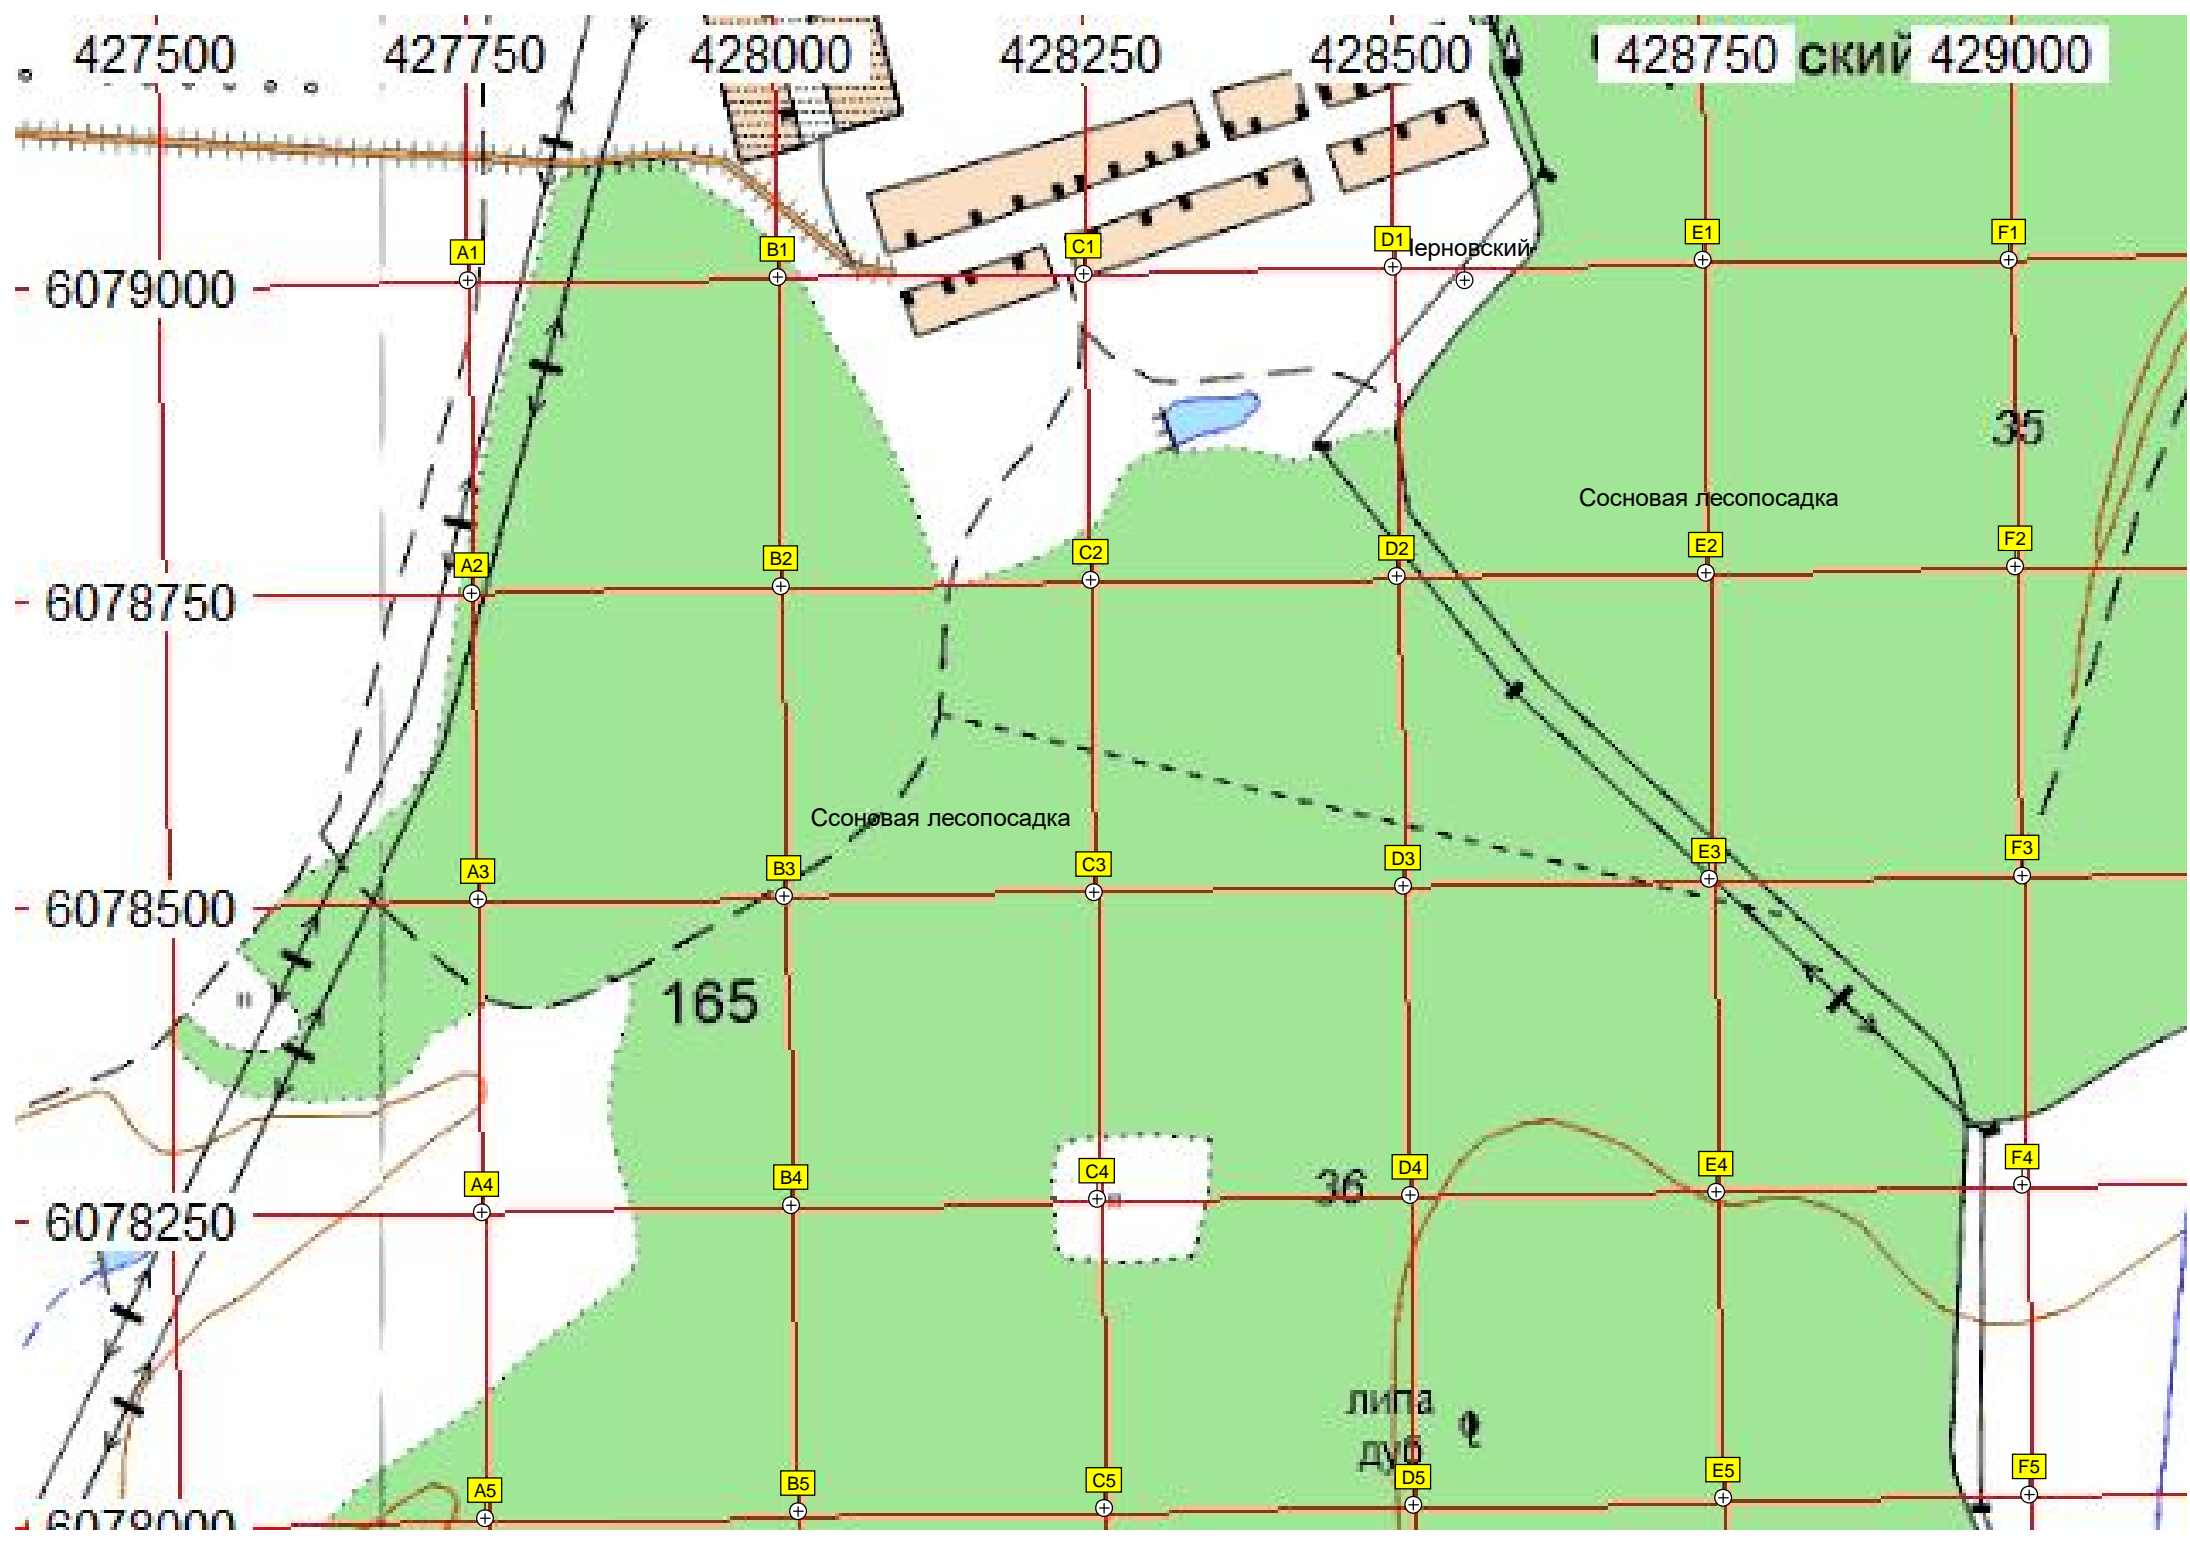 427500 427750 428000 428250 428500 428750 ский 429000
A1 B1 C1 D1 E1 F1
Черновский
6079000
35
Сосновая лесопосадка
A2 B2 C2 D2 E2 F2
6078750
Ссоновая лесопосадка
A3 B3 C3 D3 E3 F3
6078500
165
A4 B4 C4 D4 E4 F4
36
6078250
липа
дуб
A5 B5 C5 D5 E5 F5
6078000